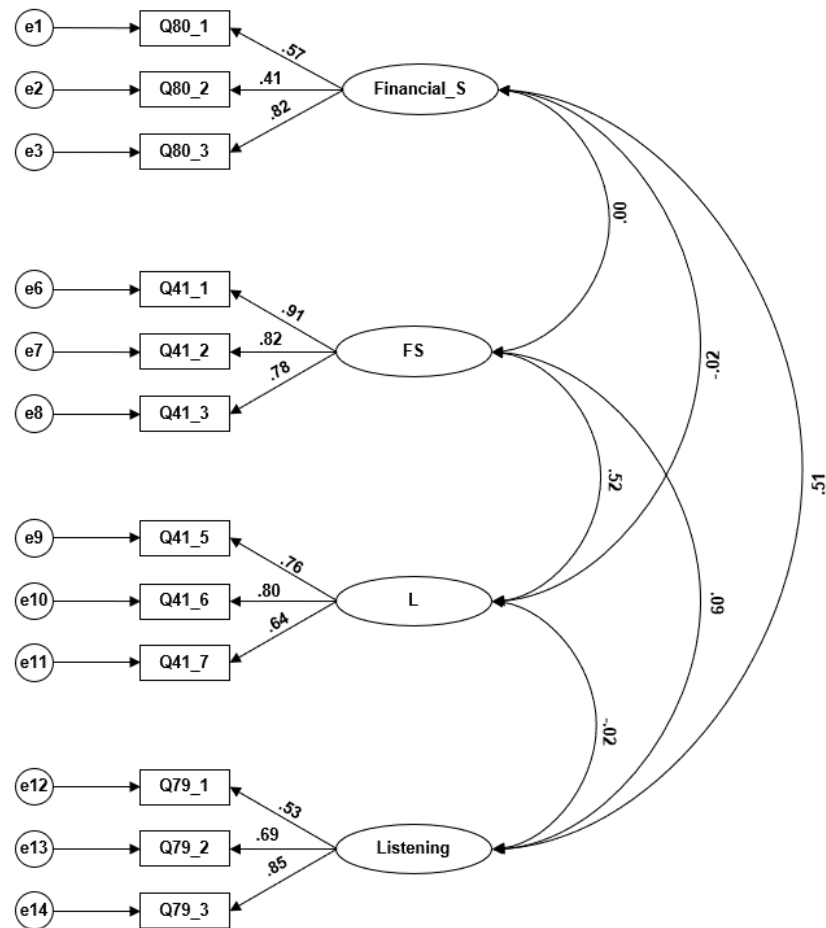 e1
Q80_1
.57
e2
Q80_2
.41
Financial_S
e3
Q80_3
.82
.00
e6
Q41_1
.91
e7
Q41_2
.82
FS
-.02
e8
Q41_3
.78
.52
.51
e9
Q41_5
.76
e10
Q41_6
.80
L
.09
e11
Q41_7
.64
-.02
e12
Q79_1
.53
e13
Q79_2
.69
Listening
e14
Q79_3
.85